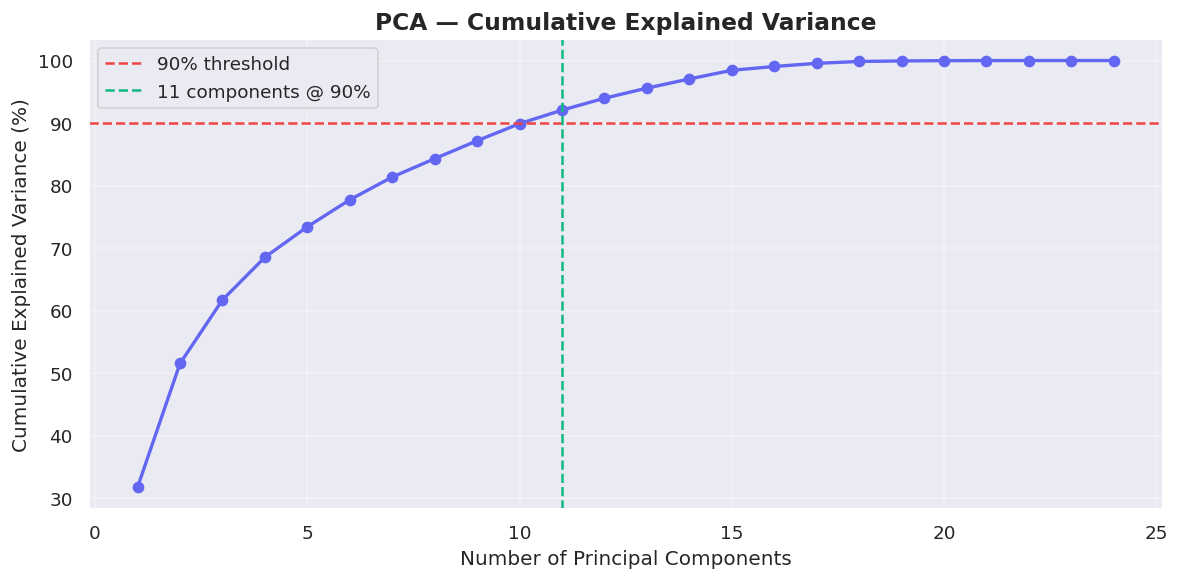 PCA — Cumulative Explained Variance
90% threshold
11 components @ 90%
Cumulative Explained Variance (%)
100
90
80
70
60
50
40
30
0 5 10 15 20 25
Number of Principal Components